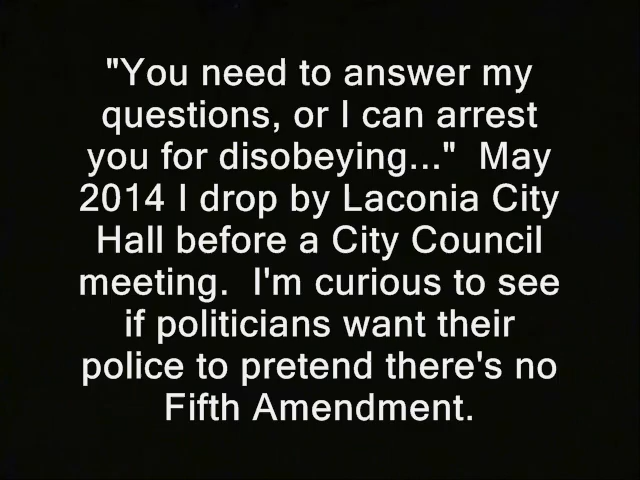 "You need to answer my
questions, or I can arrest
you for disobeying..."  May
2014 I drop by Laconia City
Hall before a City Council
meeting.  I'm curious to see
if politicians want their
police to pretend there's no
Fifth Amendment.